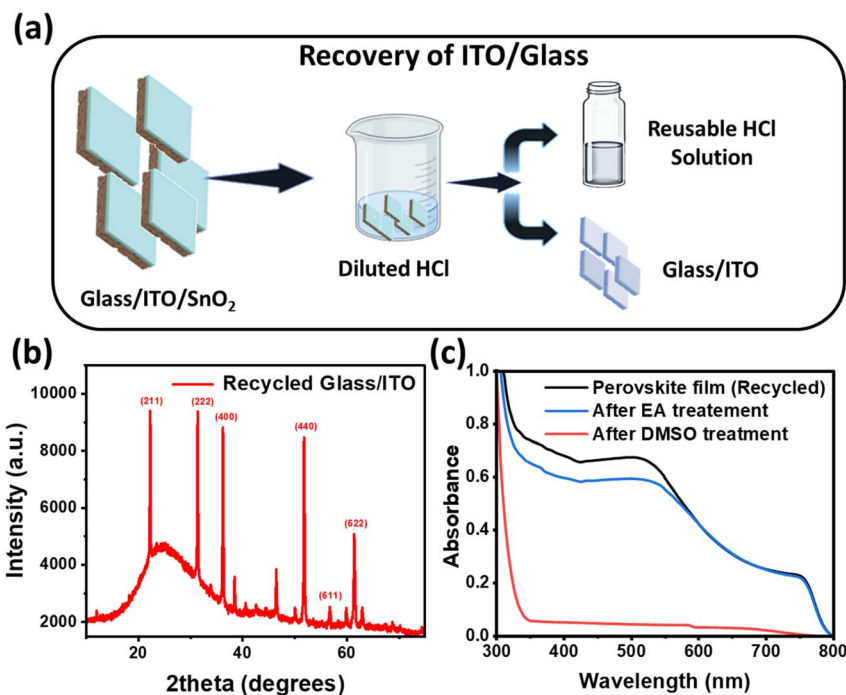 (a)
Recovery of ITO/Glass
Reusable HCl
Solution
Glass/ITO/SnO₂
Diluted HCl
Glass/ITO
(b)
Recycled Glass/ITO
(211)
(222)
(400)
(440)
(611)
(622)
10000
8000
6000
4000
2000
Intensity (a.u.)
20
40
60
2theta (degrees)
(c)
Perovskite film (Recycled)
After EA treatement
After DMSO treatment
1.0
0.8
0.6
0.4
0.2
0.0
Absorbance
300
400
500
600
700
800
Wavelength (nm)